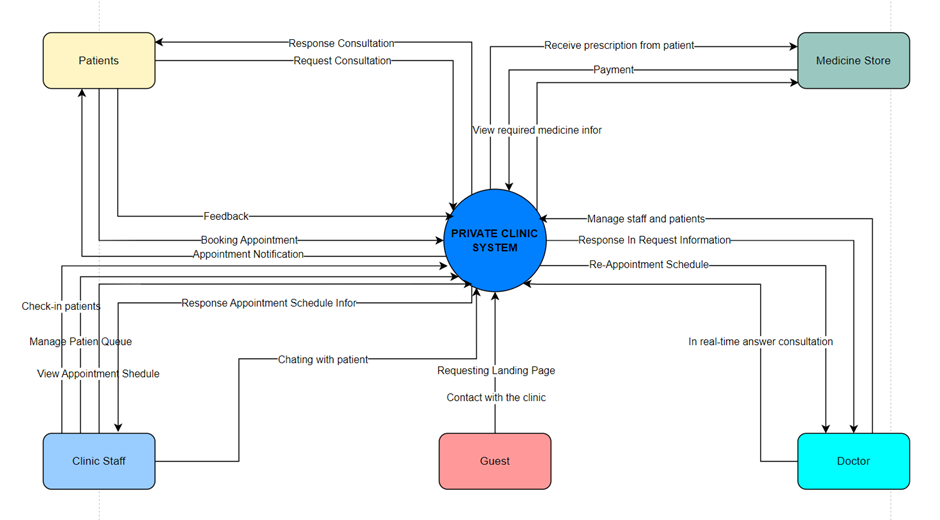 Response Consultation
Receive prescription from patient
Patients
Request Consultation
Medicine Store
Payment
View required medicine infor
Feedback
Manage staff and patients
PRIVATE CLINIC
SYSTEM
Booking Appointment
Response In Request Information
Appointment Notification
Re-Appointment Schedule
Check-in patients
Response Appointment Schedule Infor
Manage Patien Queue
In real-time answer consultation
Chating with patient
Requesting Landing Page
View Appointment Shedule
Contact with the clinic
Clinic Staff
Guest
Doctor